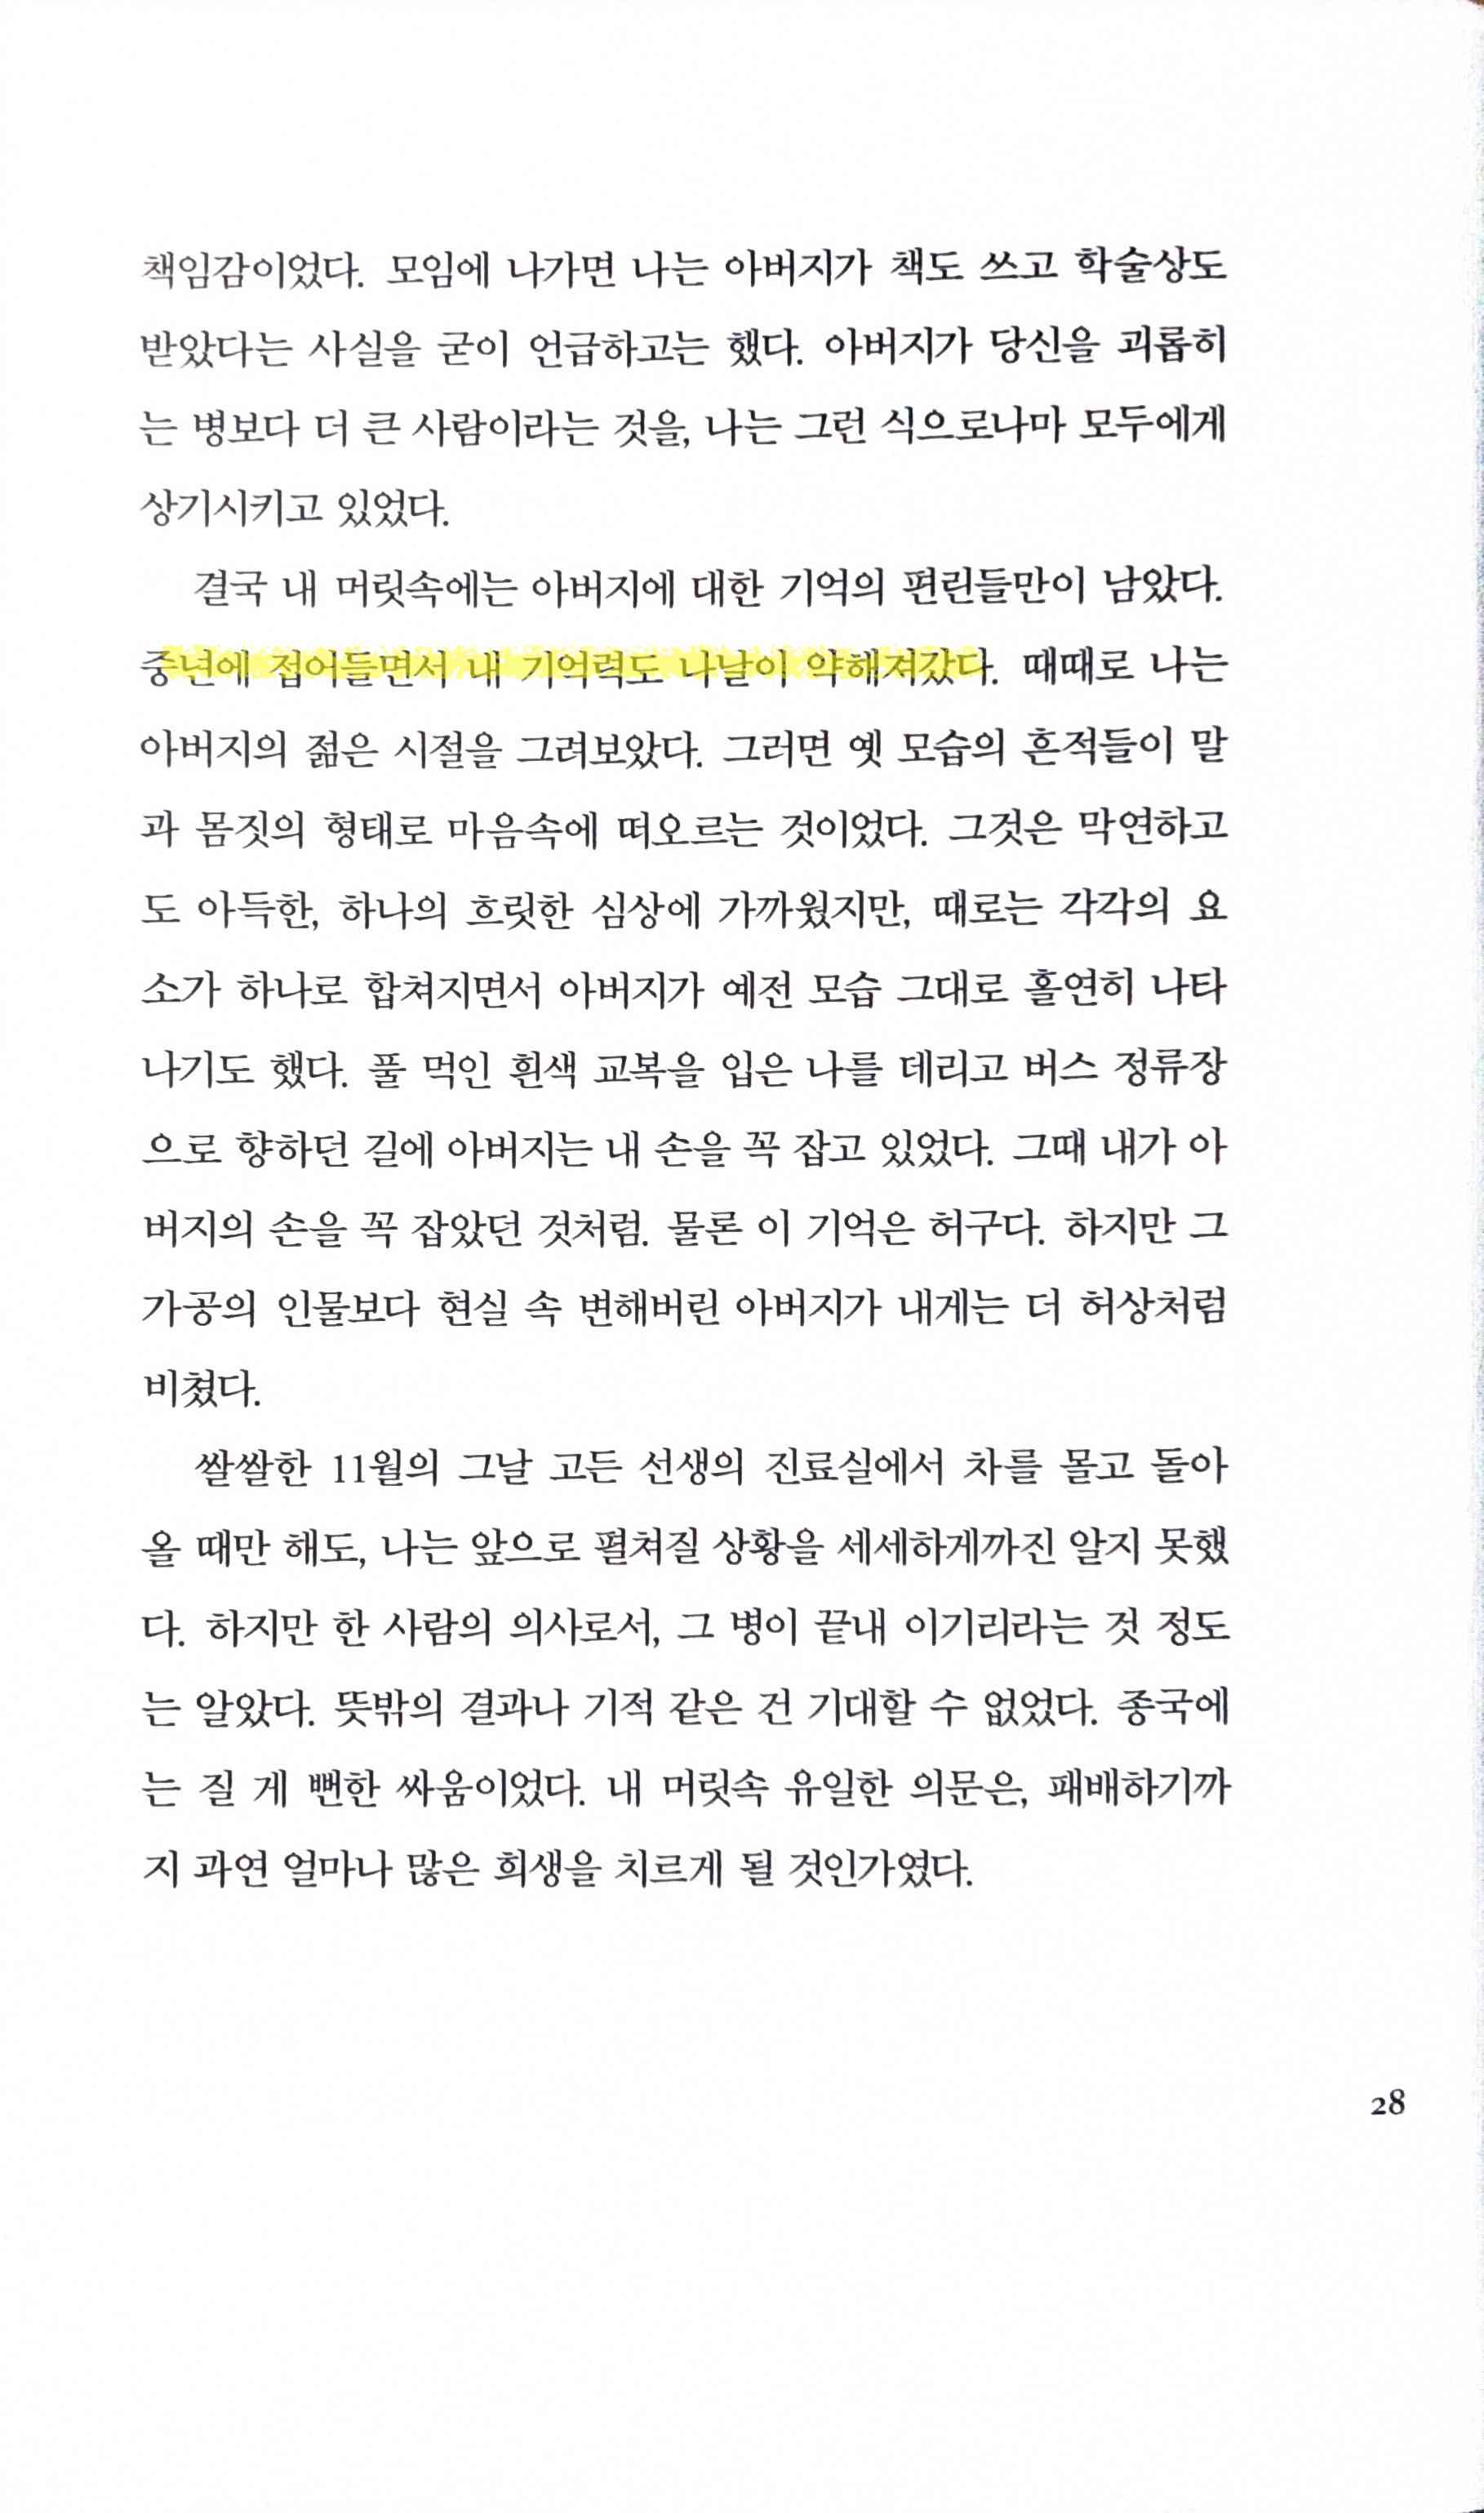 책임감이었다. 모임에 나가면 나는 아버지가 책도 쓰고 학술상도
받았다는 사실을 굳이 언급하고는 했다. 아버지가 당신을 괴롭히
는 병보다 더 큰 사람이라는 것을, 나는 그런 식으로나마 모두에게
상기시키고 있었다.
결국 내 머릿속에는 아버지에 대한 기억의 편린들만이 남았다.
중년에 접어들면서 내 기억력도 나날이 약해져갔다. 때때로 나는
아버지의 젊은 시절을 그려보았다. 그러면 옛 모습의 흔적들이 말
과 몸짓의 형태로 마음속에 떠오르는 것이었다. 그것은 막연하고
도 아득한, 하나의 흐릿한 심상에 가까웠지만, 때로는 각각의 요
소가 하나로 합쳐지면서 아버지가 예전 모습 그대로 홀연히 나타
나기도 했다. 풀 먹인 흰색 교복을 입은 나를 데리고 버스 정류장
으로 향하던 길에 아버지는 내 손을 꼭 잡고 있었다. 그때 내가 아
버지의 손을 꼭 잡았던 것처럼. 물론 이 기억은 허구다. 하지만 그
가공의 인물보다 현실 속 변해버린 아버지가 내게는 더 허상처럼
비쳤다.
쌀쌀한 11월의 그날 고든 선생의 진료실에서 차를 몰고 돌아
올 때만 해도, 나는 앞으로 펼쳐질 상황을 세세하게까진 알지 못했
다. 하지만 한 사람의 의사로서, 그 병이 끝내 이기리라는 것 정도
는 알았다. 뜻밖의 결과나 기적 같은 건 기대할 수 없었다. 종국에
는 질 게 뻔한 싸움이었다. 내 머릿속 유일한 의문은, 패배하기까
지 과연 얼마나 많은 희생을 치르게 될 것인가였다.
28